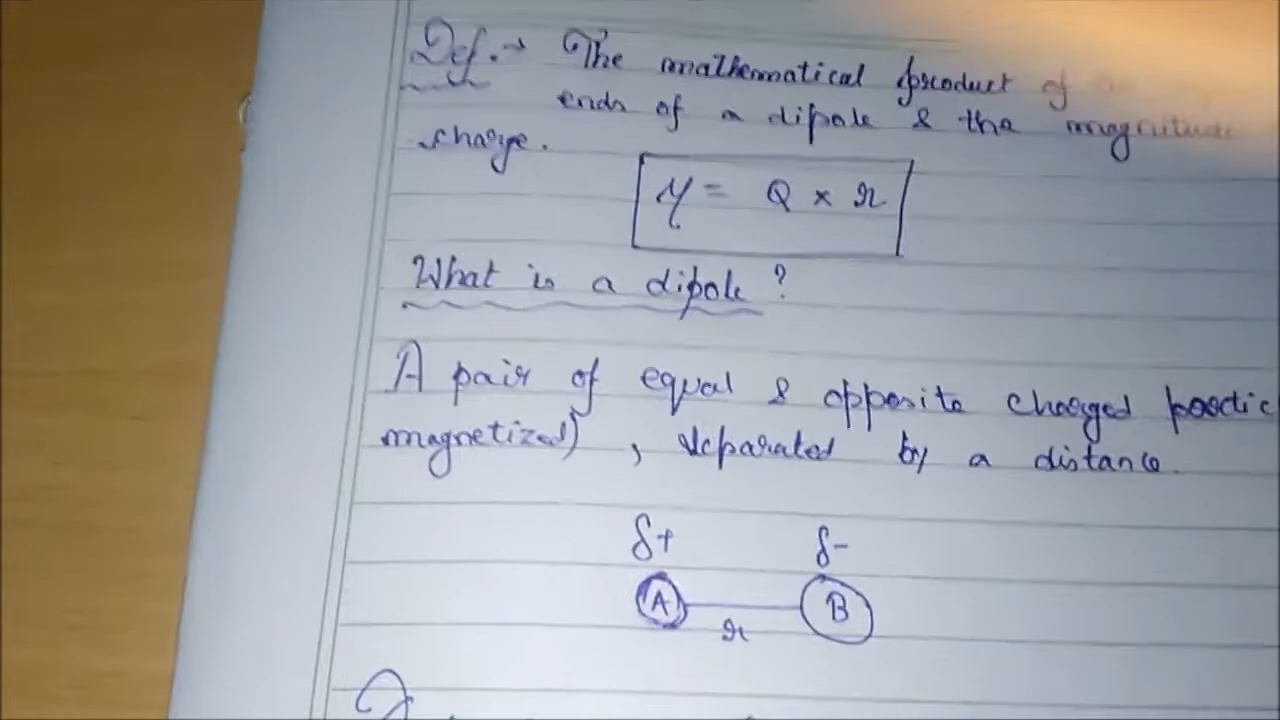 Def. → The mathematical product of
ends of a dipole & the magnitude
charge.
μ = Q × r
What is a dipole ?
A pair of equal & opposite charged
magnetized) , separated by a distance.
δ+ δ-
A B
r